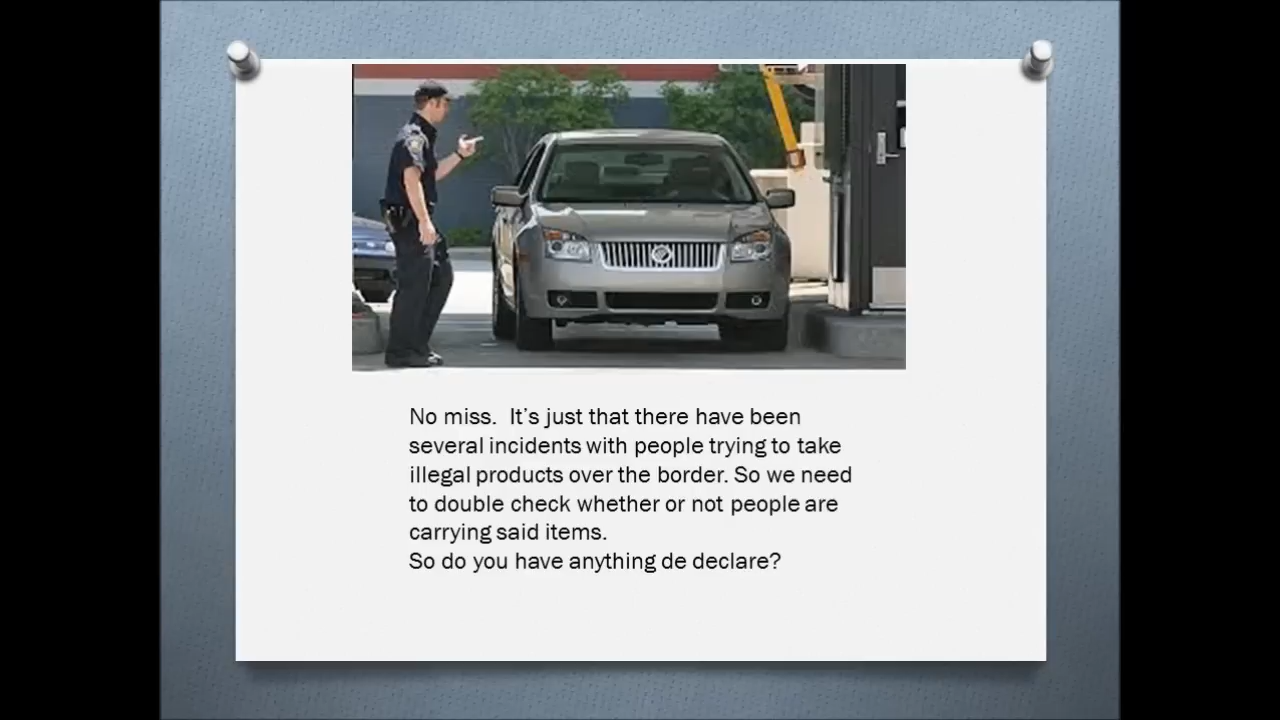 No miss.  It’s just that there have been
several incidents with people trying to take
illegal products over the border. So we need
to double check whether or not people are
carrying said items.
So do you have anything de declare?